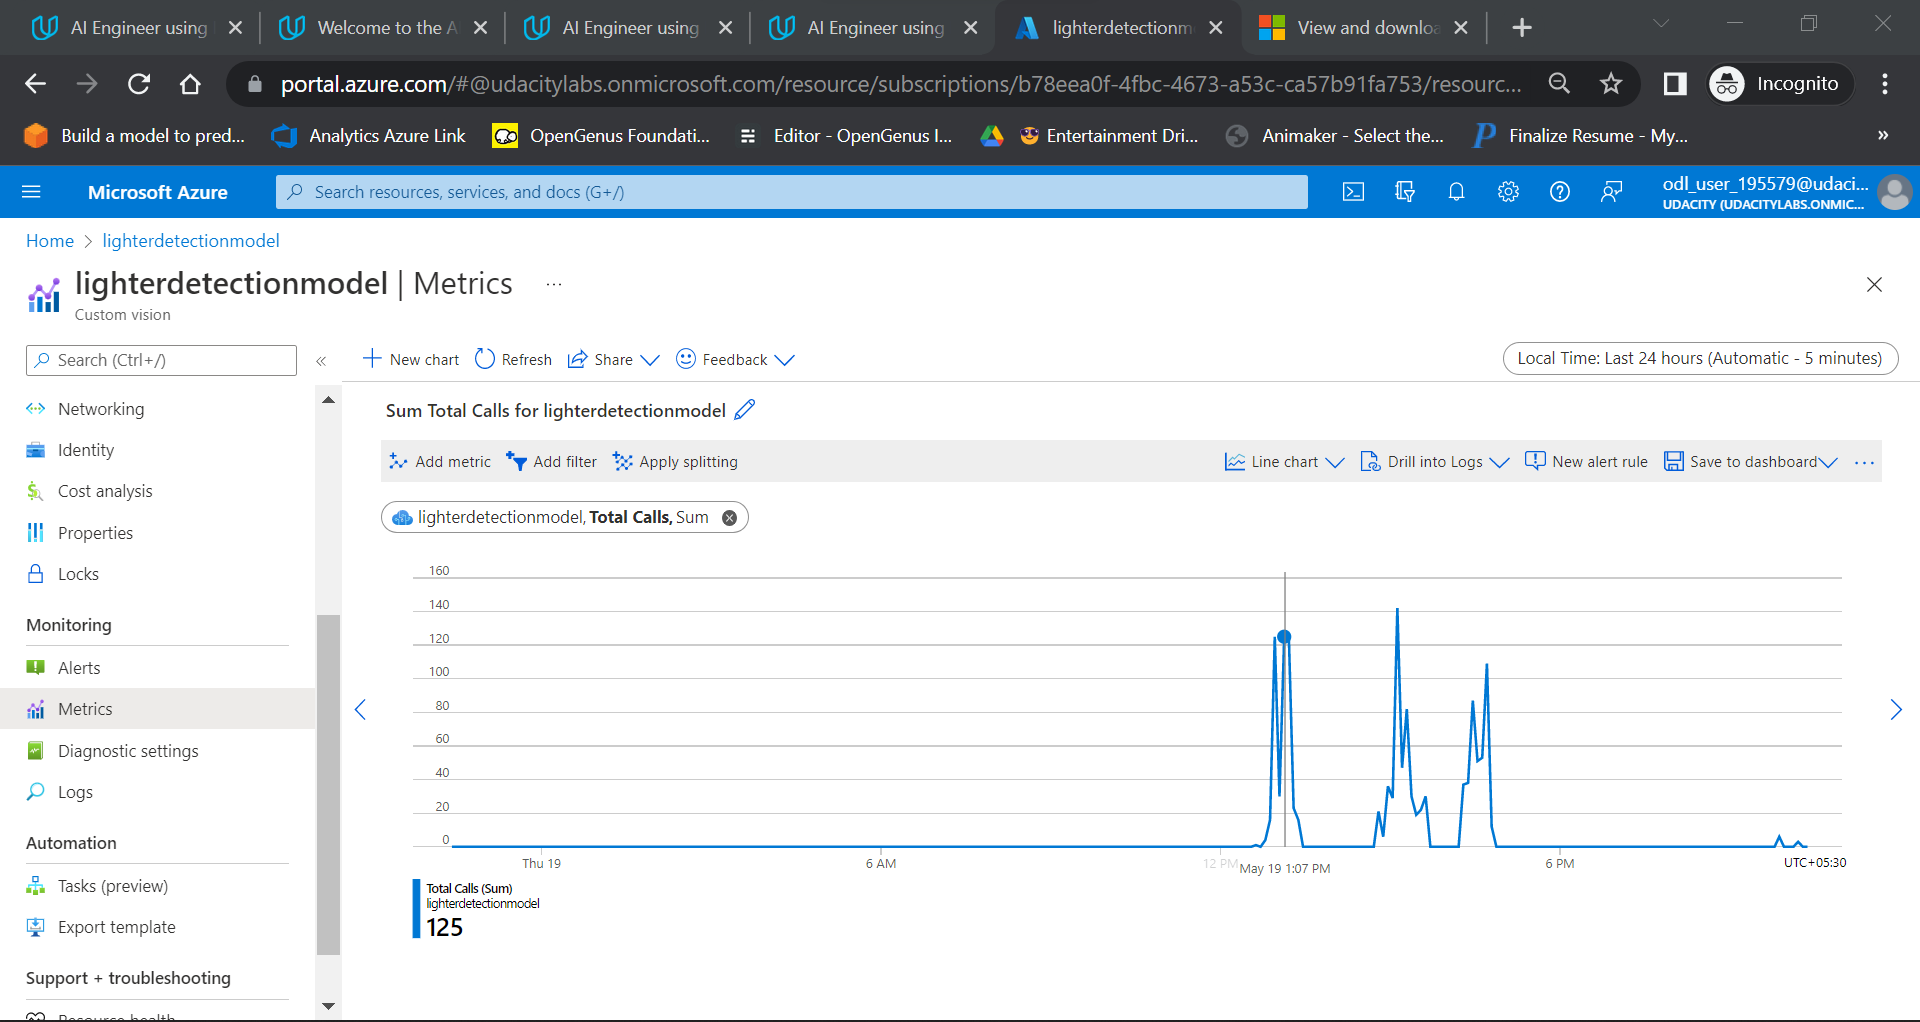 AI Engineer using
Welcome to the A
AI Engineer using
AI Engineer using
lighterdetectionm
View and downlo
portal.azure.com/#@udacitylabs.onmicrosoft.com/resource/subscriptions/b78eea0f-4fbc-4673-a53c-ca57b91fa753/resourc...
Incognito
Build a model to pred...
Analytics Azure Link
OpenGenus Foundati...
Editor - OpenGenus I...
Entertainment Dri...
Animaker - Select the...
Finalize Resume - My...
»
Microsoft Azure
Search resources, services, and docs (G+/)
odl_user_195579@udaci...
UDACITY (UDACITYLABS.ONMIC...
Home > lighterdetectionmodel
lighterdetectionmodel | Metrics ...
Custom vision
Search (Ctrl+/)
«
New chart
Refresh
Share
Feedback
Local Time: Last 24 hours (Automatic - 5 minutes)
Networking
Identity
Cost analysis
Properties
Locks
Monitoring
Alerts
Metrics
Diagnostic settings
Logs
Automation
Tasks (preview)
Export template
Support + troubleshooting
Resource health
Sum Total Calls for lighterdetectionmodel
Add metric
Add filter
Apply splitting
Line chart
Drill into Logs
New alert rule
Save to dashboard
...
lighterdetectionmodel, Total Calls, Sum
160
140
120
100
80
60
40
20
0
Thu 19
6 AM
12 PM
May 19 1:07 PM
6 PM
UTC+05:30
Total Calls (Sum)
lighterdetectionmodel
125